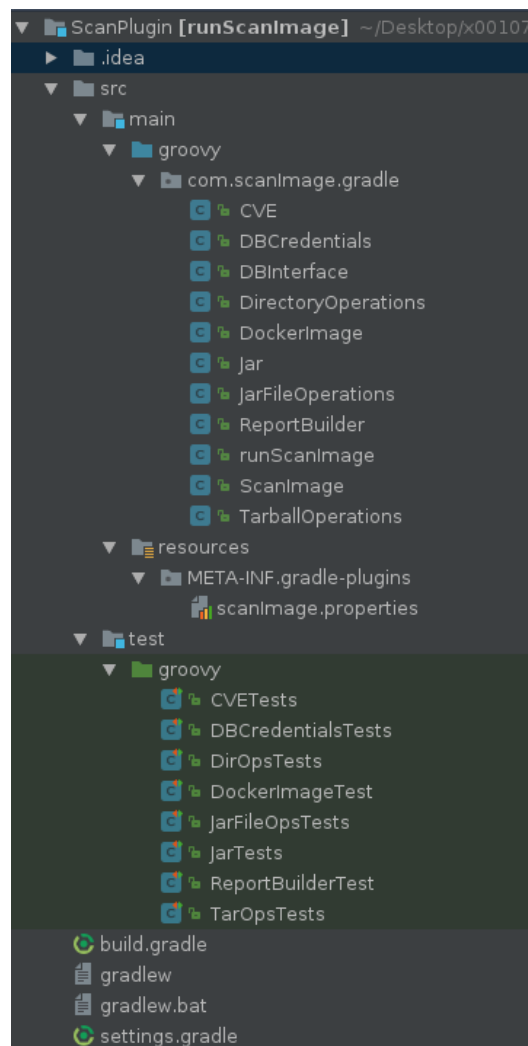 ScanPlugin [runScanImage] ~/Desktop/x00107
.idea
src
main
groovy
com.scanImage.gradle
C CVE
C DBCredentials
C DBInterface
C DirectoryOperations
C DockerImage
C Jar
C JarFileOperations
C ReportBuilder
C runScanImage
C ScanImage
C TarballOperations
resources
META-INF.gradle-plugins
scanImage.properties
test
groovy
C CVETests
C DBCredentialsTests
C DirOpsTests
C DockerImageTest
C JarFileOpsTests
C JarTests
C ReportBuilderTest
C TarOpsTests
build.gradle
gradlew
gradlew.bat
settings.gradle